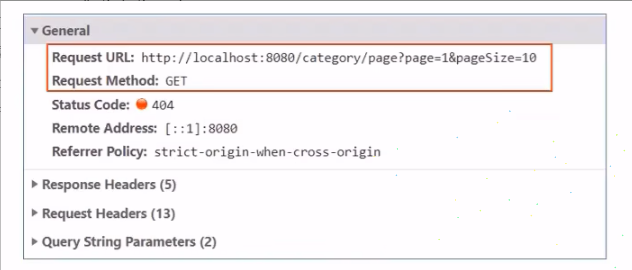 General
Request URL: http://localhost:8080/category/page?page=1&pageSize=10
Request Method: GET
Status Code: 404
Remote Address: [::1]:8080
Referrer Policy: strict-origin-when-cross-origin
Response Headers (5)
Request Headers (13)
Query String Parameters (2)